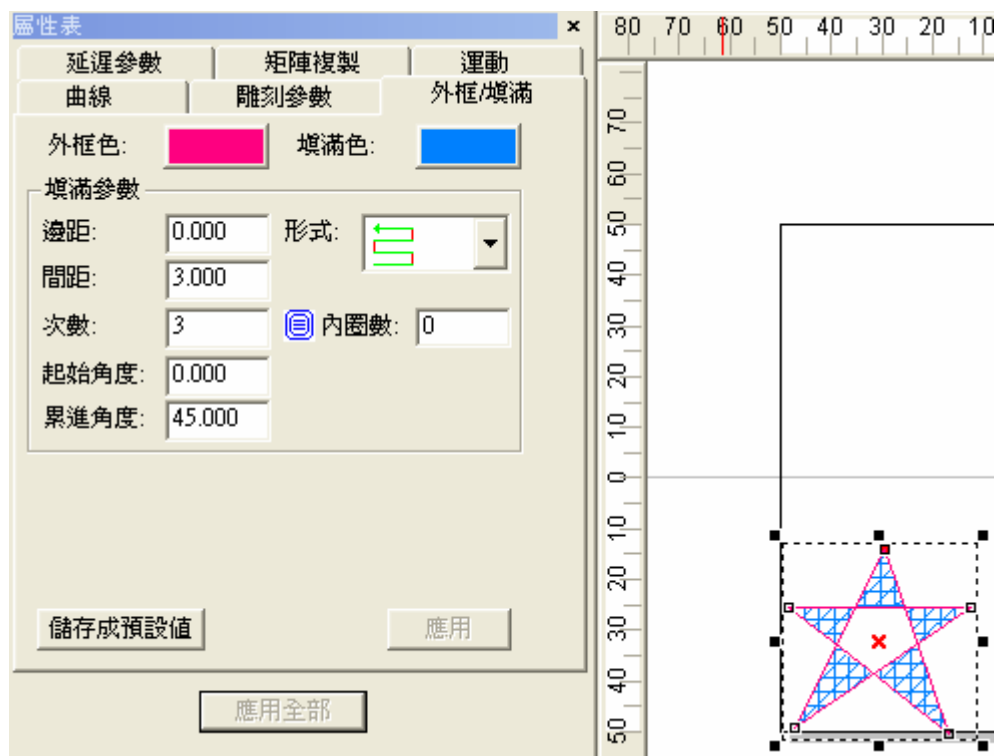 屬性表 ×
延遲參數 矩陣複製 運動
曲線 雕刻參數 外框/填滿
外框色: 填滿色:
填滿參數
邊距: 0.000 形式:
間距: 3.000
次數: 3 內圈數: 0
起始角度: 0.000
累進角度: 45.000
儲存成預設值 應用
應用全部
80 70 60 50 40 30 20 10
70
60
50
40
30
20
10
0
10
20
30
40
50